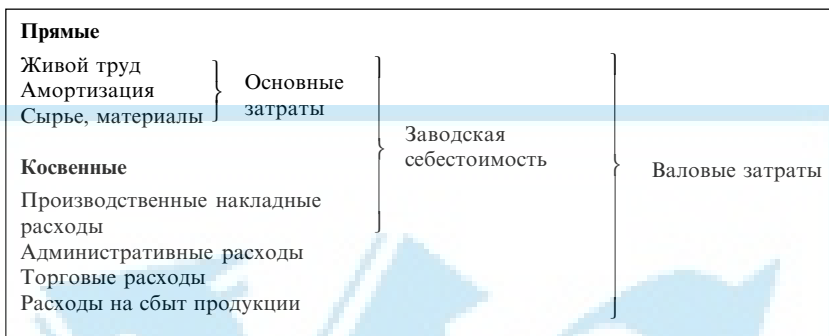 Прямые
Живой труд
Амортизация
Сырье, материалы
Основные
затраты
Заводская
себестоимость
Валовые затраты
Косвенные
Производственные накладные
расходы
Административные расходы
Торговые расходы
Расходы на сбыт продукции